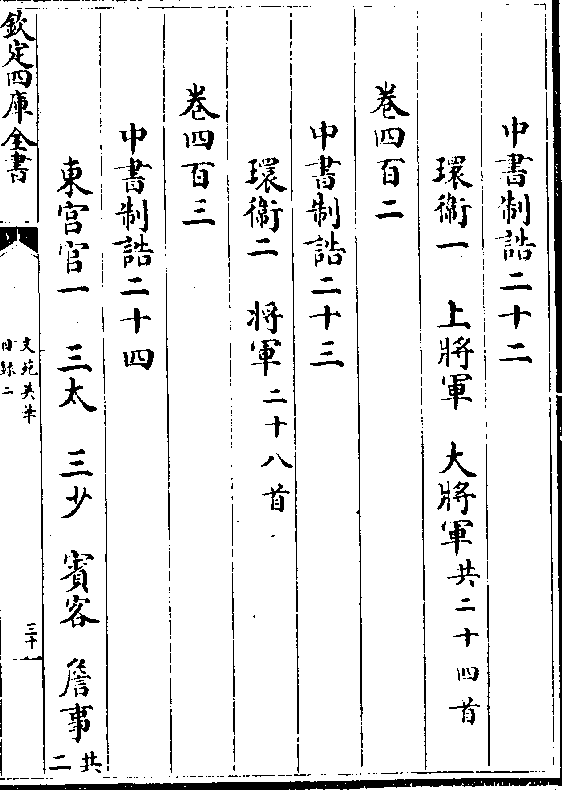 中書制誥二十二
環衛一 上將軍 大將軍共二十四首
卷四百二
中書制誥二十三
環衛二 將軍二十八首
卷四百三
中書制誥二十四
東宮官一 三太 三少 賓客 詹事共二
欽定四庫全書
文苑英華
目録二
三十